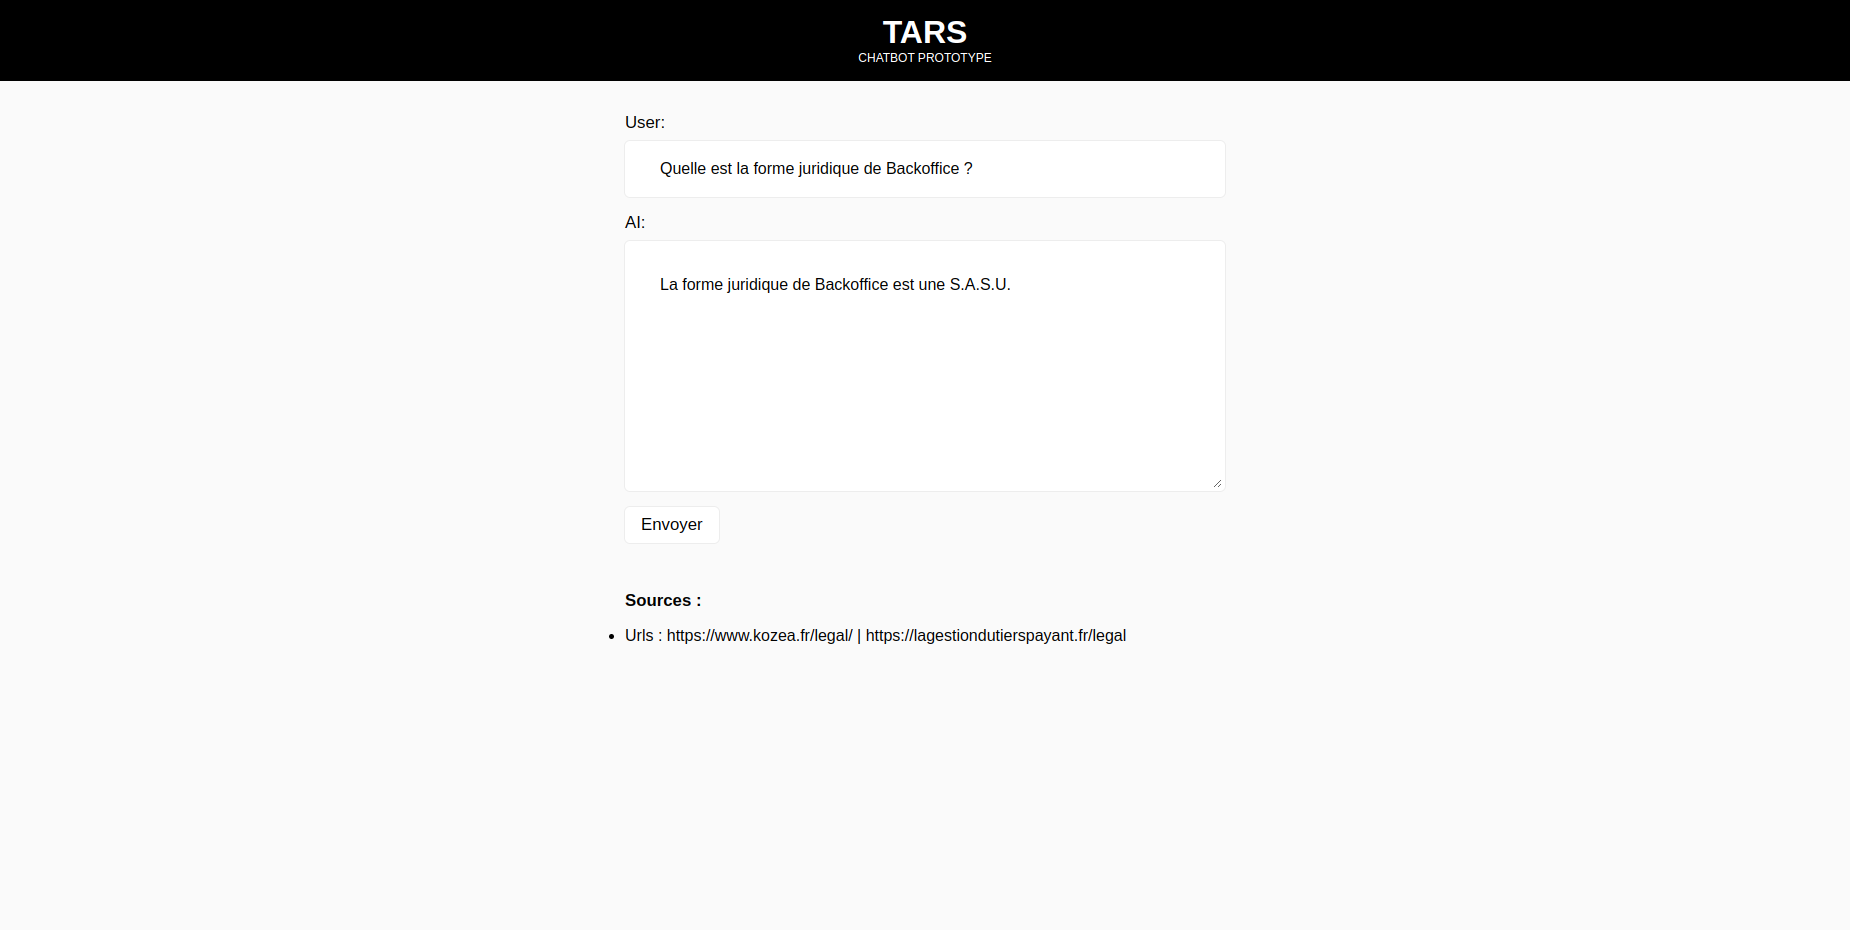 TARS
CHATBOT PROTOTYPE
User:
Quelle est la forme juridique de Backoffice ?
AI:
La forme juridique de Backoffice est une S.A.S.U.
Envoyer
Sources :
Urls : https://www.kozea.fr/legal/ | https://lagestiondutierspayant.fr/legal